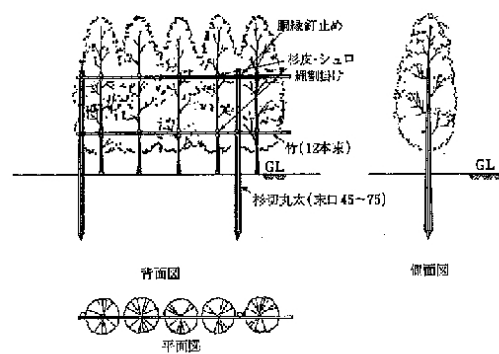 胴縁釘止め
杉皮・シュロ
縄割掛け
竹(12本束)
GL
GL
杉切丸太(末口45〜75)
背面図
側面図
平面図